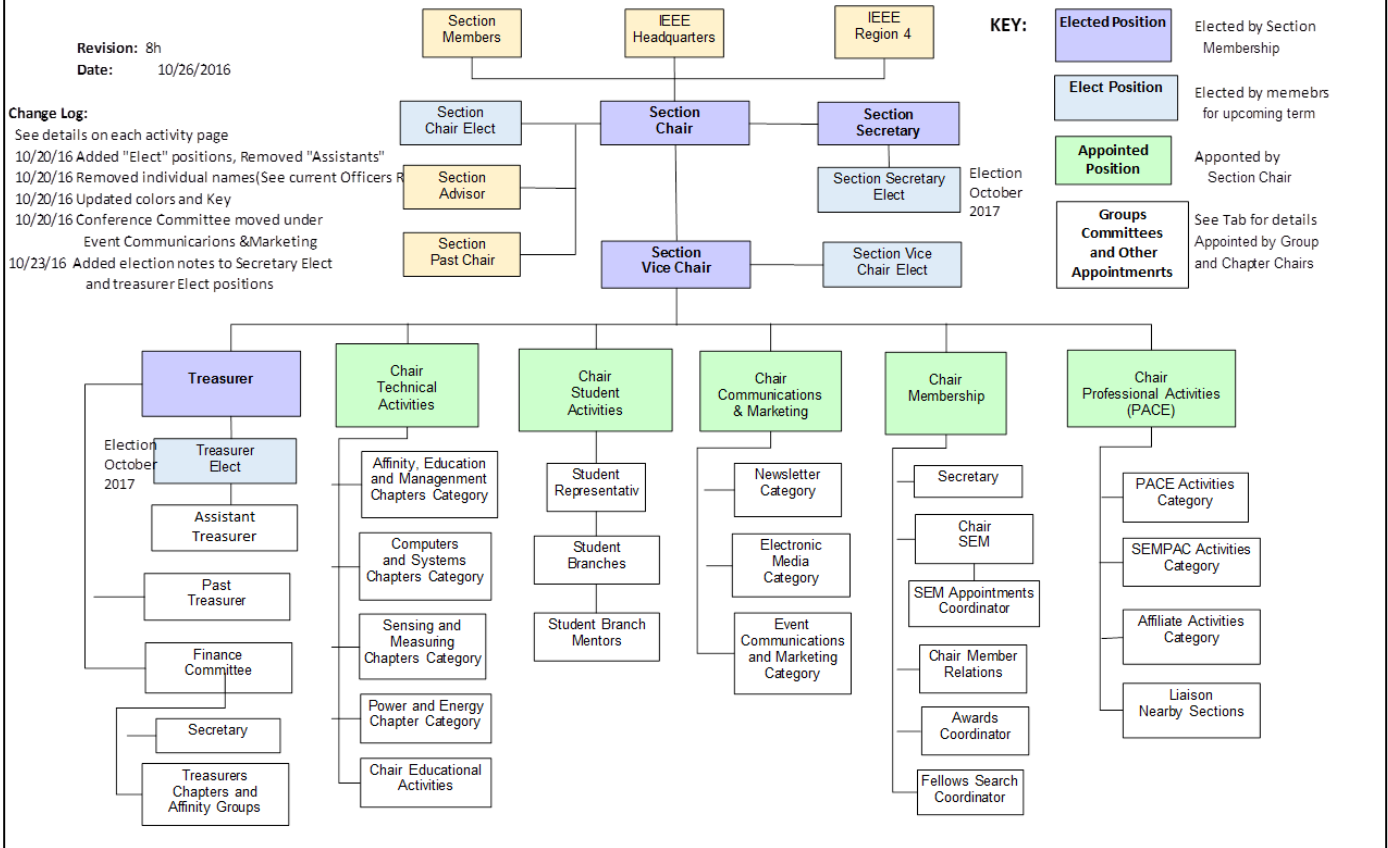 Section
Members
IEEE
Headquarters
IEEE
Region 4
KEY:
Elected Position
Elected by Section
Membership
Revision: 8h
Date: 10/26/2016
Elect Position
Elected by memebrs
for upcoming term
Change Log:
See details on each activity page
10/20/16 Added "Elect" positions, Removed "Assistants"
10/20/16 Removed individual names(See current Officers R
10/20/16 Updated colors and Key
10/20/16 Conference Committee moved under
Event Communicarions &Marketing
10/23/16 Added election notes to Secretary Elect
and treasurer Elect positions
Section
Chair Elect
Section
Chair
Section
Secretary
Section
Advisor
Section Secretary
Elect
Election
October
2017
Section
Past Chair
Section
Vice Chair
Section Vice
Chair Elect
Appointed
Position
Apponted by
Section Chair
Groups
Committees
and Other
Appointmenrts
See Tab for details
Appointed by Group
and Chapter Chairs
Treasurer
Election
October
2017
Treasurer
Elect
Assistant
Treasurer
Past
Treasurer
Finance
Committee
Secretary
Treasurers
Chapters and
Affinity Groups
Chair
Technical
Activities
Affinity, Education
and Managenment
Chapters Category
Computers
and Systems
Chapters Category
Sensing and
Measuring
Chapters Category
Power and Energy
Chapter Category
Chair Educational
Activities
Chair
Student
Activities
Student
Representativ
Student
Branches
Student Branch
Mentors
Chair
Communications
& Marketing
Newsletter
Category
Electronic
Media
Category
Event
Communications
and Marketing
Category
Chair
Membership
Secretary
Chair
SEM
SEM Appointments
Coordinator
Chair Member
Relations
Awards
Coordinator
Fellows Search
Coordinator
Chair
Professional Activities
(PACE)
PACE Activities
Category
SEMPAC Activities
Category
Affiliate Activities
Category
Liaison
Nearby Sections